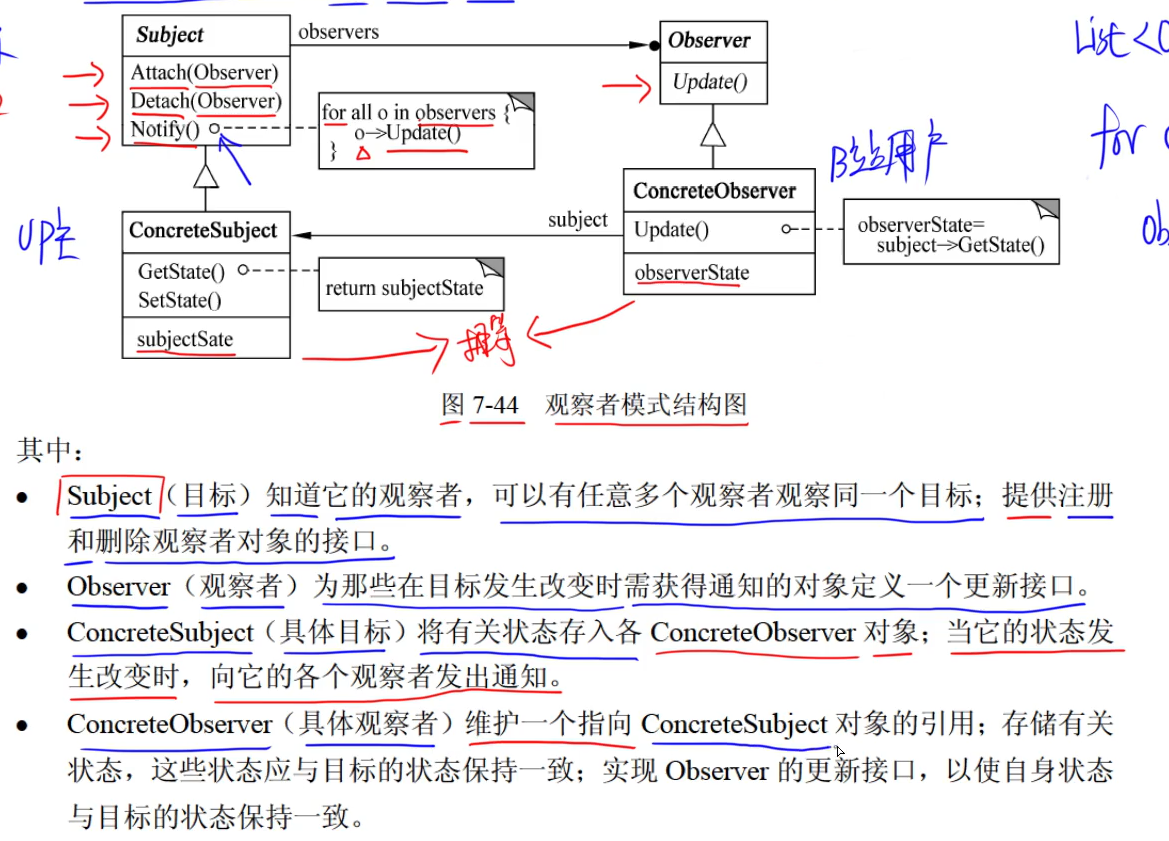 Subject
observers
Observer
List<
Attach(Observer)
Detach(Observer)
Notify()
for all o in observers {
o->Update()
}
Update()
for
B站用户
UP主
ConcreteSubject
subject
ConcreteObserver
GetState()
SetState()
return subjectState
Update()
observerState=
subject->GetState()
observerState
subjectSate
图 7-44 观察者模式结构图
其中:
● Subject（目标）知道它的观察者，可以有任意多个观察者观察同一个目标；提供注册
和删除观察者对象的接口。
● Observer（观察者）为那些在目标发生改变时需获得通知的对象定义一个更新接口。
● ConcreteSubject（具体目标）将有关状态存入各 ConcreteObserver 对象；当它的状态发
生改变时，向它的各个观察者发出通知。
● ConcreteObserver（具体观察者）维护一个指向 ConcreteSubject 对象的引用；存储有关
状态，这些状态应与目标的状态保持一致；实现 Observer 的更新接口，以使自身状态
与目标的状态保持一致。